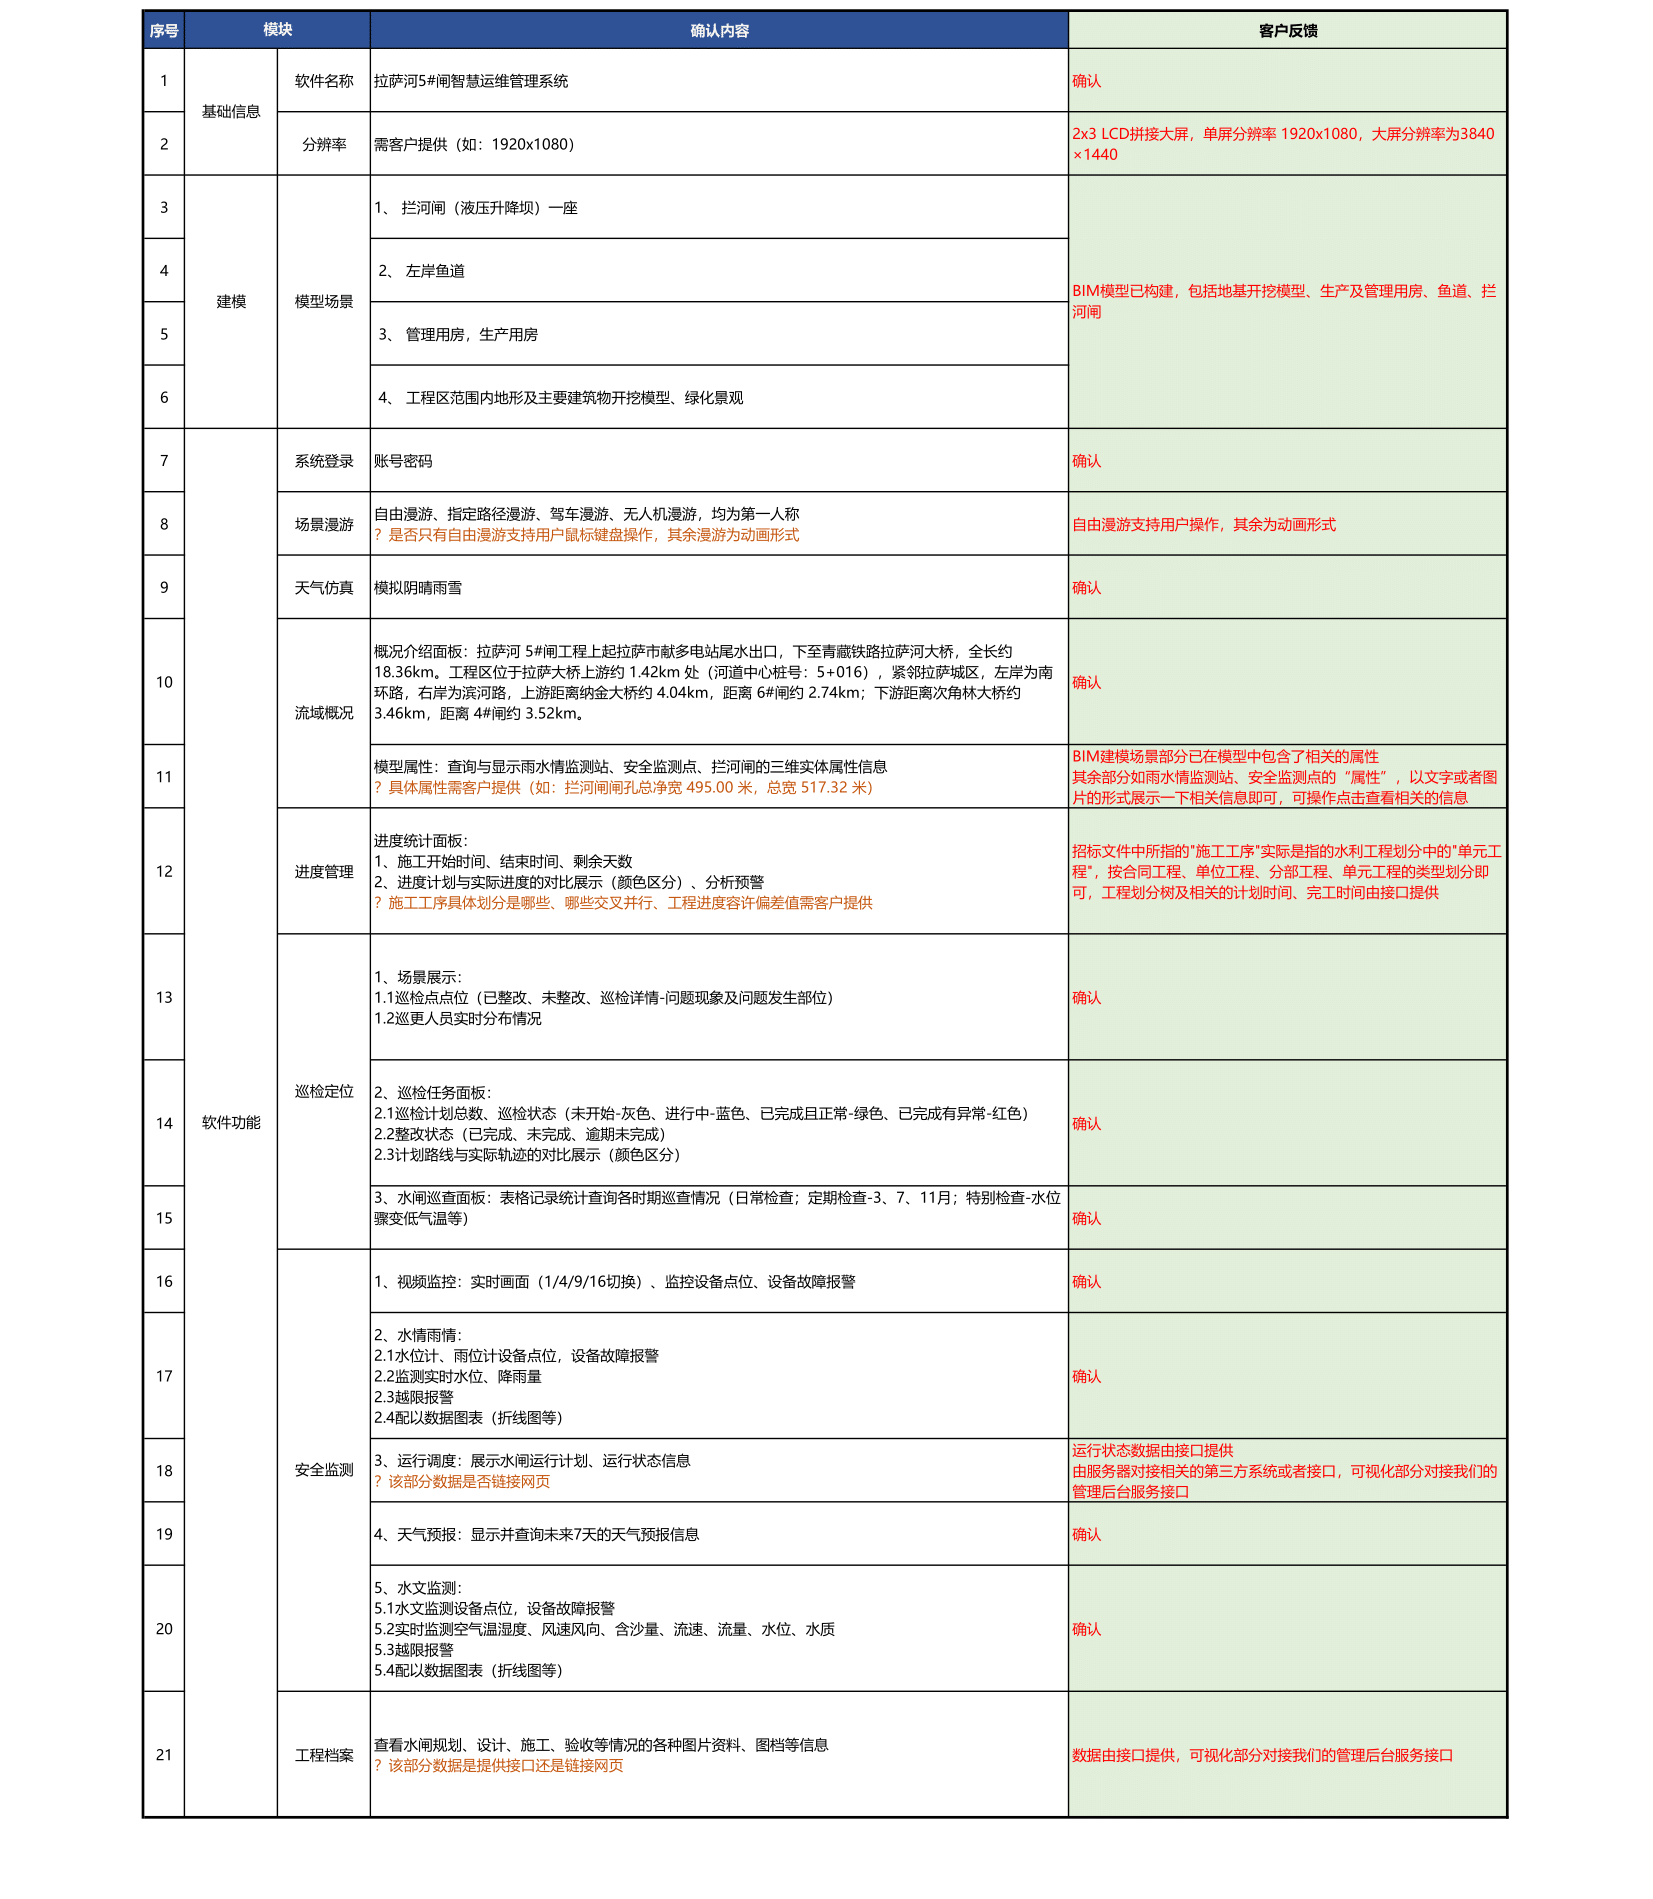 序号
模块
确认内容
客户反馈
1
基础信息
软件名称
拉萨河5#闸智慧运维管理系统
确认
2
分辨率
需客户提供（如：1920x1080）
2x3 LCD拼接大屏，单屏分辨率 1920x1080，大屏分辨率为3840
×1440
3
建模
模型场景
1、 拦河闸（液压升降坝）一座
BIM模型已构建，包括地基开挖模型、生产及管理用房、鱼道、拦
河闸
4
2、 左岸鱼道
5
3、 管理用房，生产用房
6
4、 工程区范围内地形及主要建筑物开挖模型、绿化景观
7
软件功能
系统登录
账号密码
确认
8
场景漫游
自由漫游、指定路径漫游、驾车漫游、无人机漫游，均为第一人称
？是否只有自由漫游支持用户鼠标键盘操作，其余漫游为动画形式
自由漫游支持用户操作，其余为动画形式
9
天气仿真
模拟阴晴雨雪
确认
10
流域概况
概况介绍面板：拉萨河 5#闸工程上起拉萨市献多电站尾水出口，下至青藏铁路拉萨河大桥，全长约
18.36km。工程区位于拉萨大桥上游约 1.42km 处（河道中心桩号：5+016），紧邻拉萨城区，左岸为南
环路，右岸为滨河路，上游距离纳金大桥约 4.04km，距离 6#闸约 2.74km；下游距离次角林大桥约
3.46km，距离 4#闸约 3.52km。
确认
11
模型属性：查询与显示雨水情监测站、安全监测点、拦河闸的三维实体属性信息
？具体属性需客户提供（如：拦河闸闸孔总净宽 495.00 米，总宽 517.32 米）
BIM建模场景部分已在模型中包含了相关的属性
其余部分如雨水情监测站、安全监测点的“属性”，以文字或者图
片的形式展示一下相关信息即可，可操作点击查看相关的信息
12
进度管理
进度统计面板：
1、施工开始时间、结束时间、剩余天数
2、进度计划与实际进度的对比展示（颜色区分）、分析预警
？施工工序具体划分是哪些、哪些交叉并行、工程进度容许偏差值需客户提供
招标文件中所指的"施工工序"实际是指的水利工程划分中的"单元工
程"，按合同工程、单位工程、分部工程、单元工程的类型划分即
可，工程划分树及相关的计划时间、完工时间由接口提供
13
巡检定位
1、场景展示：
1.1巡检点点位（已整改、未整改、巡检详情-问题现象及问题发生部位）
1.2巡更人员实时分布情况
确认
14
2、巡检任务面板：
2.1巡检计划总数、巡检状态（未开始-灰色、进行中-蓝色、已完成且正常-绿色、已完成有异常-红色）
2.2整改状态（已完成、未完成、逾期未完成）
2.3计划路线与实际轨迹的对比展示（颜色区分）
确认
15
3、水闸巡查面板：表格记录统计查询各时期巡查情况（日常检查；定期检查-3、7、11月；特别检查-水位
骤变低气温等）
确认
16
安全监测
1、视频监控：实时画面（1/4/9/16切换）、监控设备点位、设备故障报警
确认
17
2、水情雨情：
2.1水位计、雨位计设备点位，设备故障报警
2.2监测实时水位、降雨量
2.3越限报警
2.4配以数据图表（折线图等）
确认
18
3、运行调度：展示水闸运行计划、运行状态信息
？该部分数据是否链接网页
运行状态数据由接口提供
由服务器对接相关的第三方系统或者接口，可视化部分对接我们的
管理后台服务接口
19
4、天气预报：显示并查询未来7天的天气预报信息
确认
20
5、水文监测：
5.1水文监测设备点位，设备故障报警
5.2实时监测空气温湿度、风速风向、含沙量、流速、流量、水位、水质
5.3越限报警
5.4配以数据图表（折线图等）
确认
21
工程档案
查看水闸规划、设计、施工、验收等情况的各种图片资料、图档等信息
？该部分数据是提供接口还是链接网页
数据由接口提供，可视化部分对接我们的管理后台服务接口